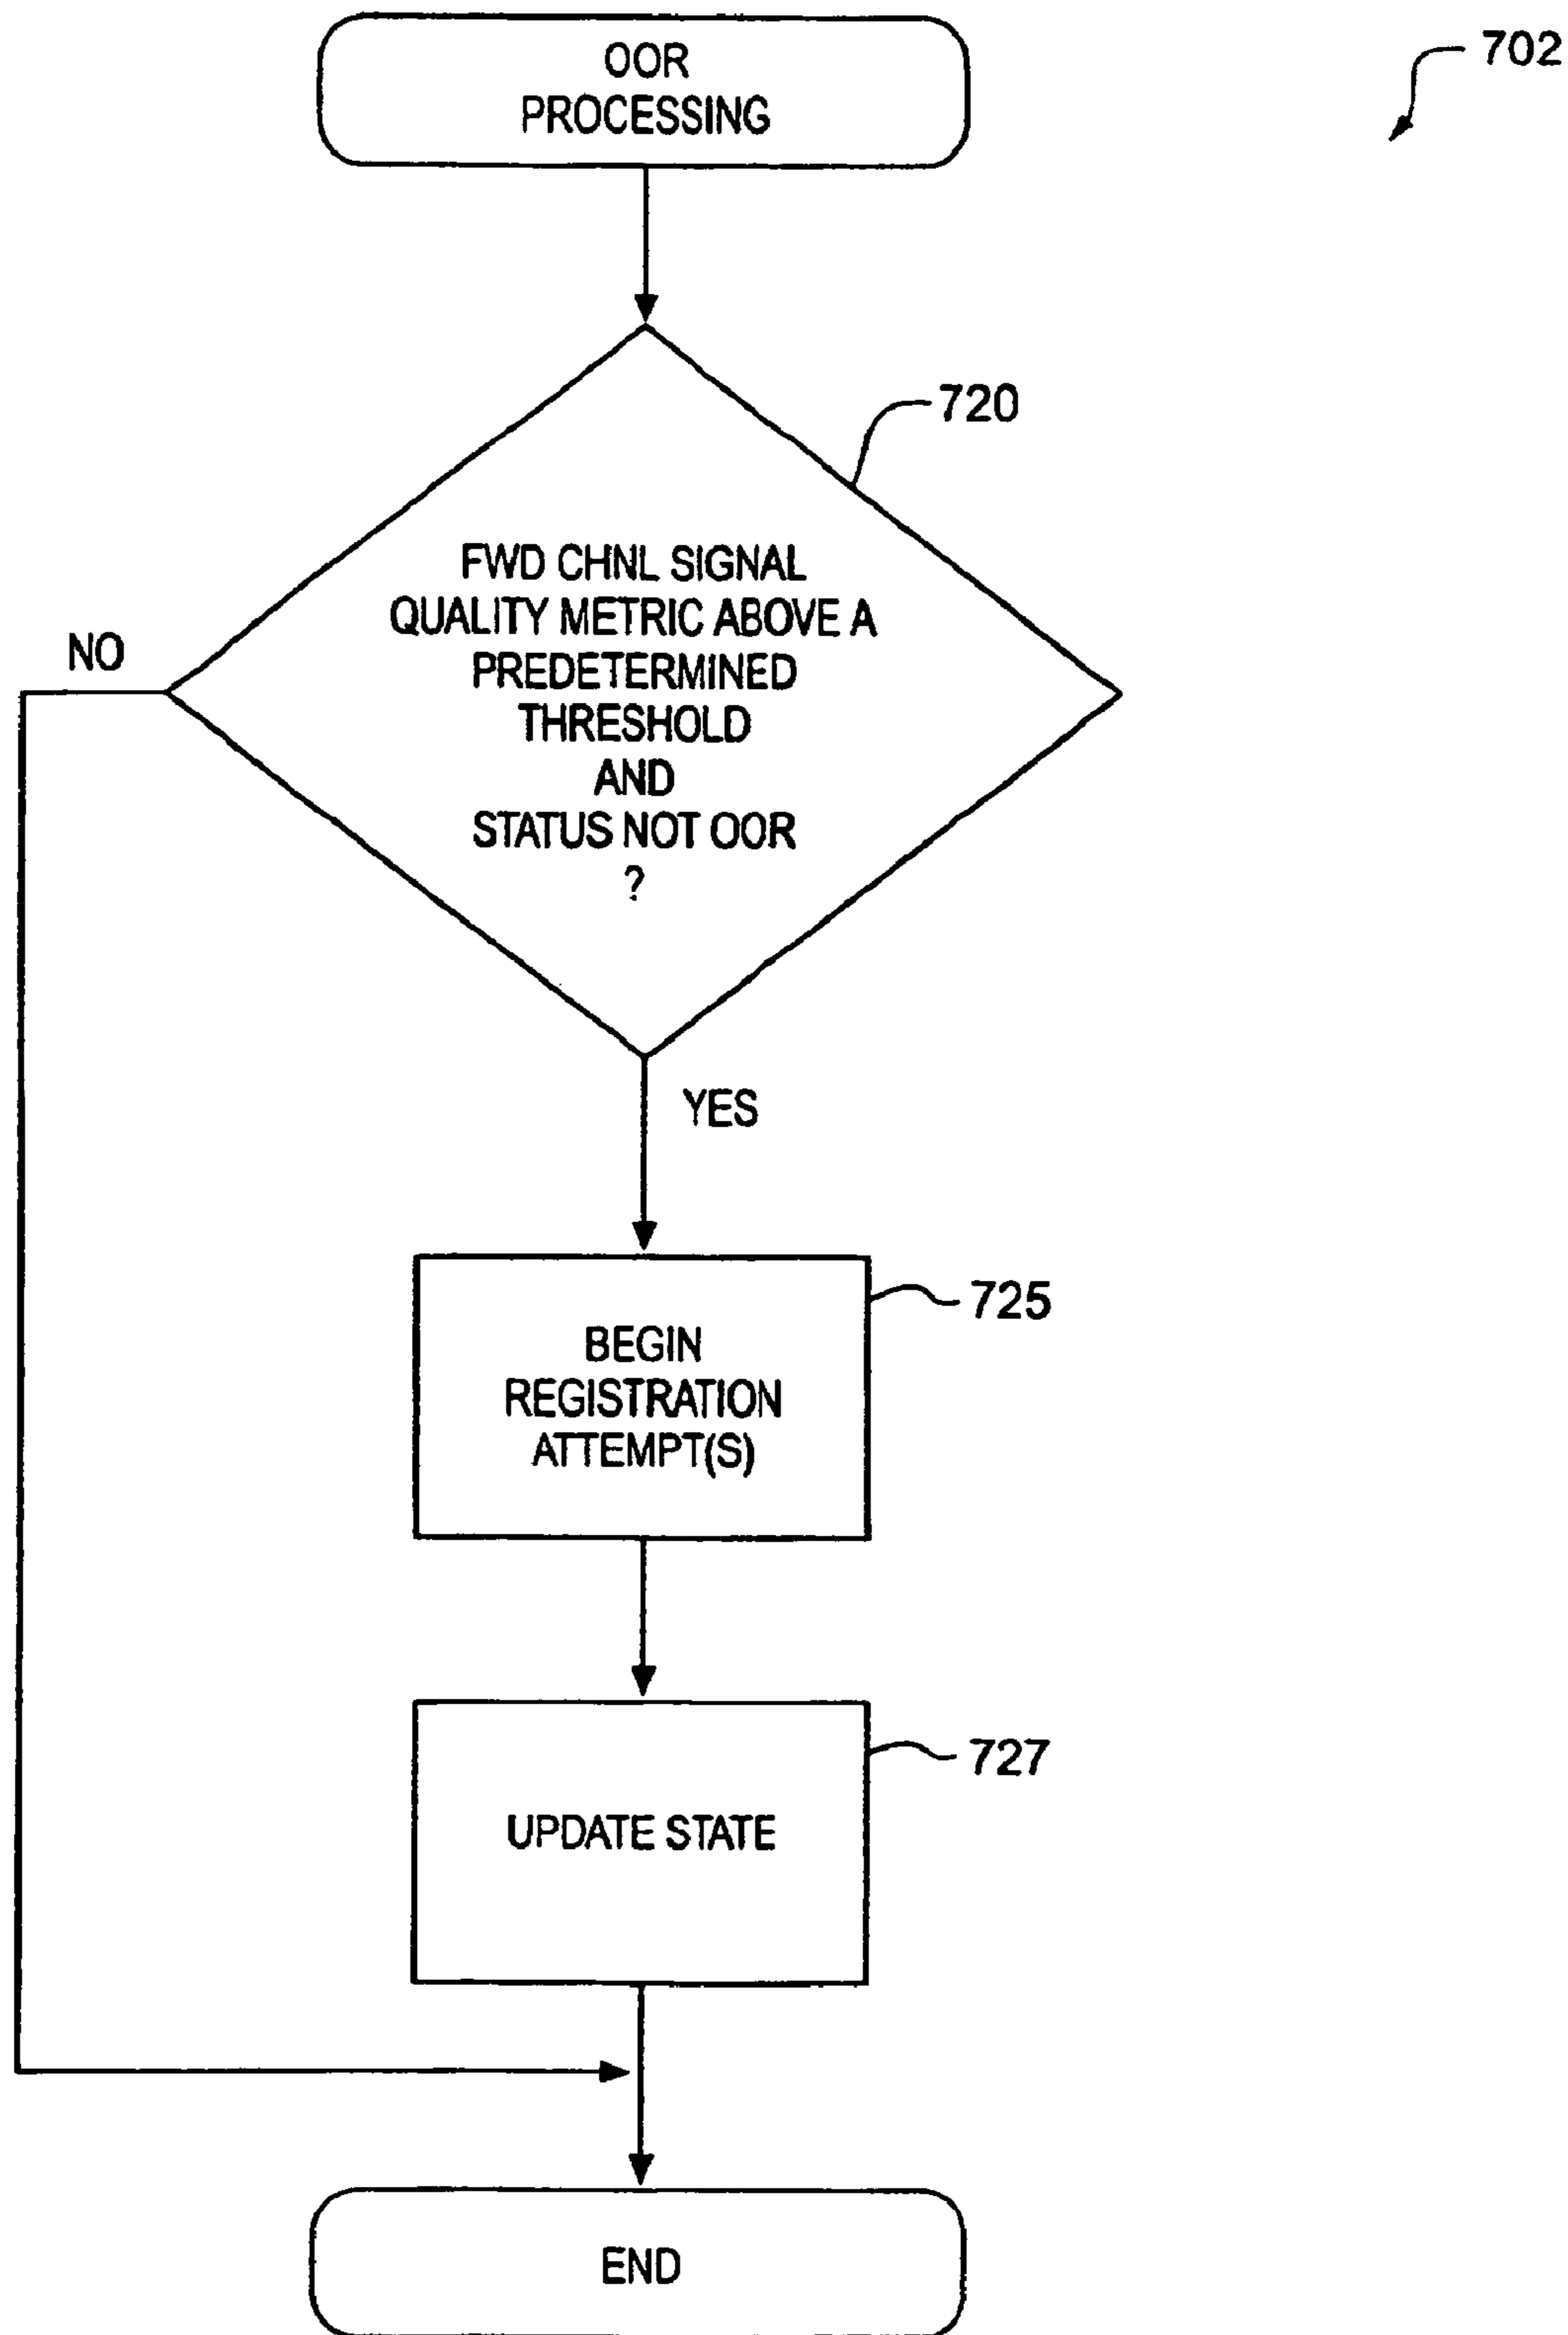 OOR
PROCESSING
702
720
FWD CHNL SIGNAL
QUALITY METRIC ABOVE A
PREDETERMINED
THRESHOLD
AND
STATUS NOT OOR
?
NO
YES
725
BEGIN
REGISTRATION
ATTEMPT(S)
727
UPDATE STATE
END